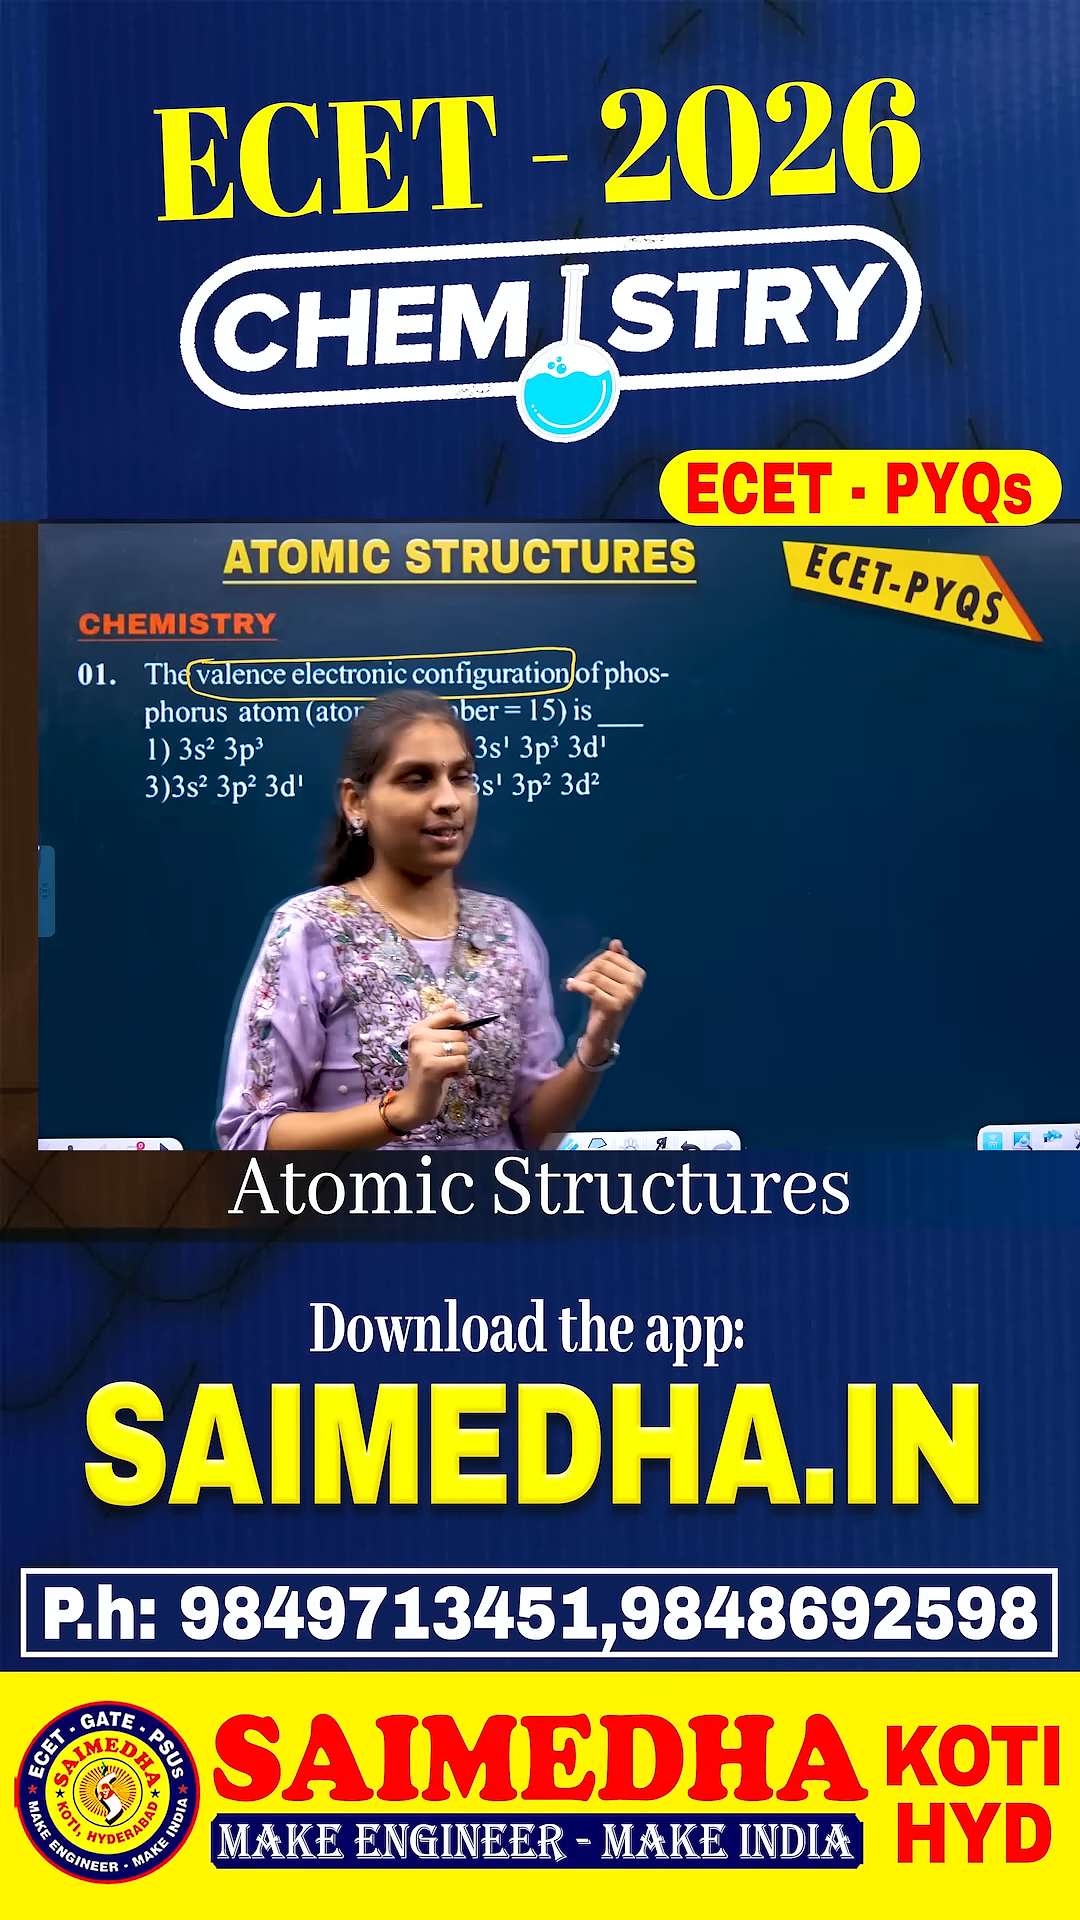 ECET - 2026
CHEMISTRY
ECET - PYQs
ATOMIC STRUCTURES
ECET-PYQS
CHEMISTRY
01. The valence electronic configuration of phos-
phorus atom (ator ber = 15) is ___
1) 3s² 3p³ 3s¹ 3p³ 3d¹
3)3s² 3p² 3d¹ 3s¹ 3p² 3d²
Atomic Structures
Download the app:
SAIMEDHA.IN
P.h: 9849713451,9848692598
ECET - GATE - PSUS
SAIMEDHA
KOTI, HYDERABAD
MAKE ENGINEER - MAKE INDIA
SAIMEDHA KOTI
MAKE ENGINEER - MAKE INDIA HYD